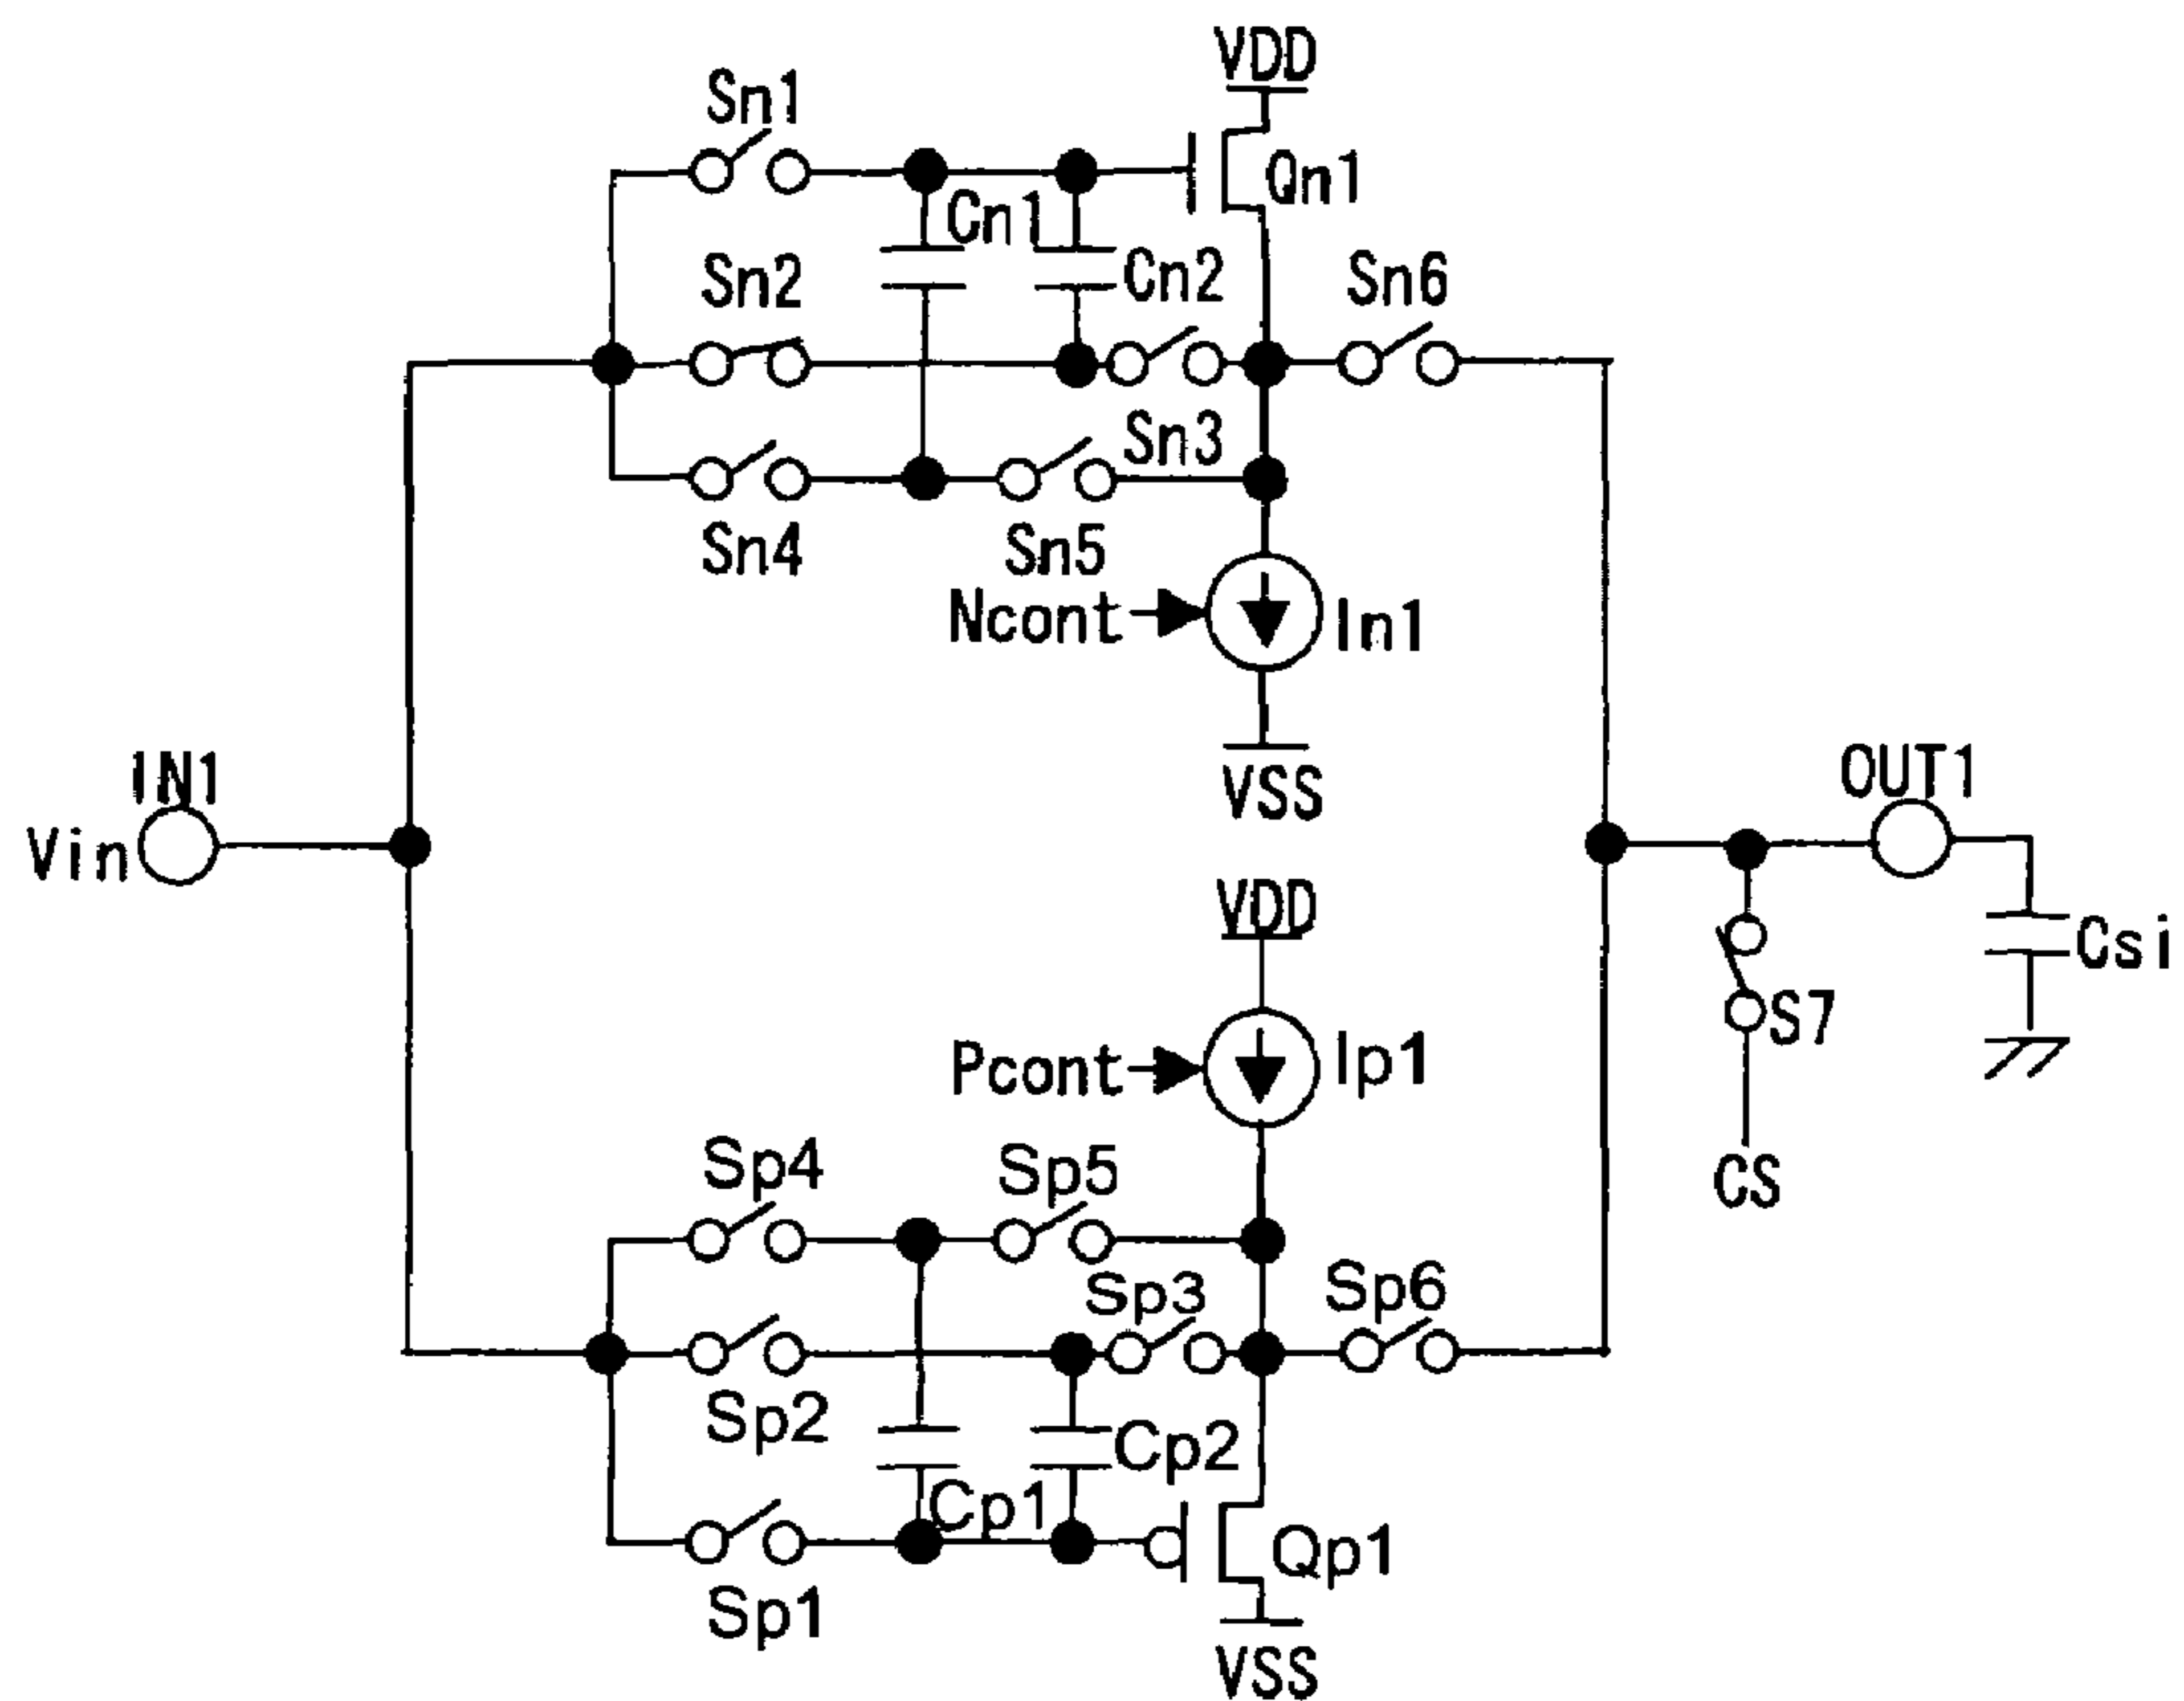 VDD
Sn1
Qn1
Cn1
Sn2
Cn2
Sn6
Sn3
Sn4
Sn5
Ncont
In1
VSS
IN1
Vin
OUT1
VDD
Csi
S7
Pcont
Ip1
CS
Sp4
Sp5
Sp3
Sp6
Sp2
Cp2
Cp1
Qp1
Sp1
VSS